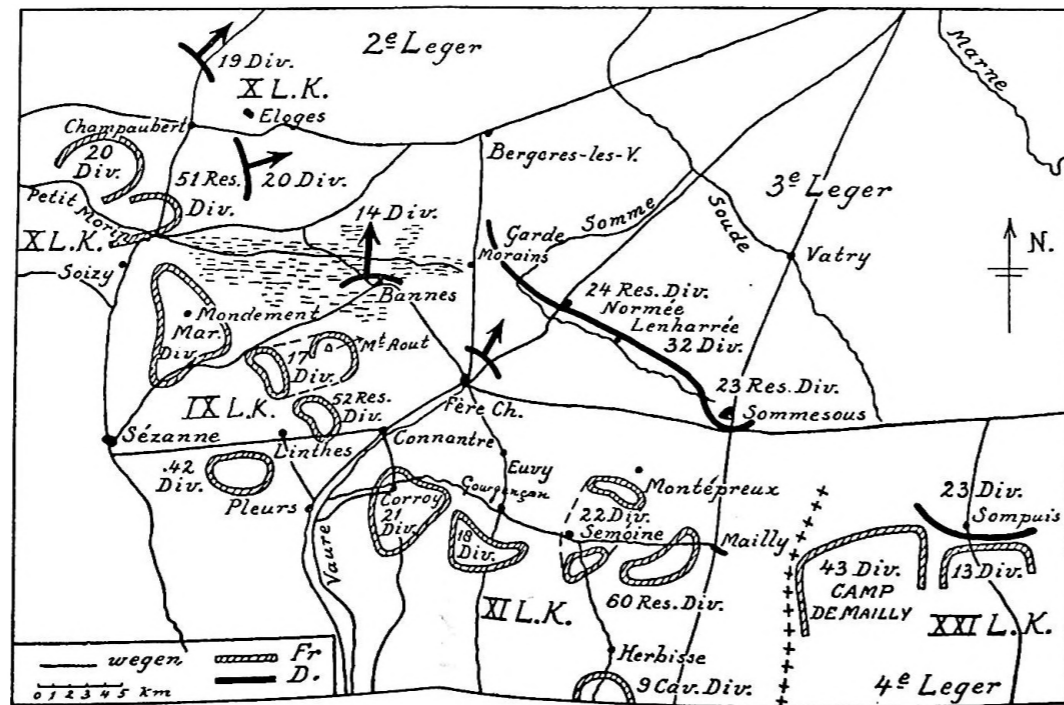 2e Leger
Marne
19 Div.
X L.K.
Eloges
Champaubert
20
Div.
51 Res.
Div.
20 Div.
Bergares-les-V.
3e Leger
Petit Morin
X L.K.
14 Div.
Garde
Somme
Soude
Morains
Vatry
N.
Soizy
Bannes
24 Res. Div.
Normée
Lenharrée
32 Div.
Mondement
Mar.
Div.
Mt Aout
17
Div.
23 Res. Div.
Sommesous
52 Res.
Div.
IX L.K.
Fère Ch.
Sézanne
Linthes
Connantre
42
Div.
Euvy
Gourgançon
Pleurs
Corroy
21
Div.
18
Div.
Montépreux
22 Div.
Semoine
Mailly
23 Div.
Sompuis
Vaure
43 Div.
CAMP
DE MAILLY
13 Div.
60 Res. Div.
XI L.K.
XXI L.K.
Herbisse
9 Cav. Div.
4e Leger
wegen
Fr
D.
0 1 2 3 4 5 km